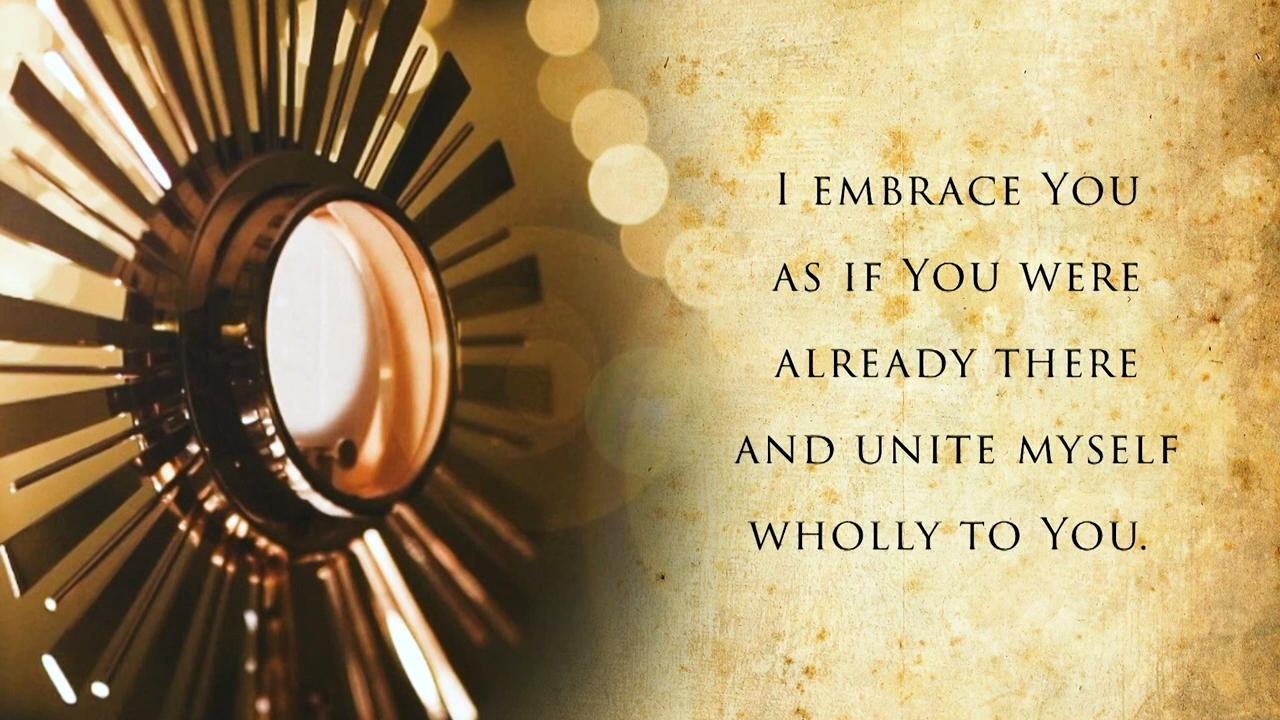 I embrace You
as if You were
already there
and unite myself
wholly to You.